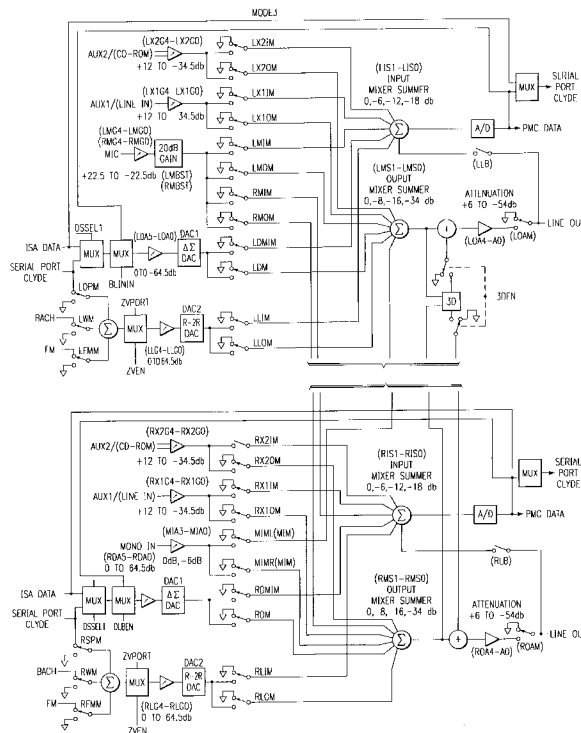 MODE3
(LX2G4-LX2G0)
AUX2/(CD-ROM)
+12 TO -34.5db
LX2IM
LX2OM
(LX1G4-LX1G0)
AUX1/(LINE IN)
+12 TO 34.5db
LX1IM
LX1OM
(LMG4-LMG0)
(RMG4-RMG0)
MIC
20dB
GAIN
+22.5 TO -22.5db
(LMBST)
(RMBST)
LMIM
LMOM
RMIM
RMOM
(LIS1-LIS0)
INPUT
MIXER SUMMER
0,-6,-12,-18 db
Σ
A/D
PMC DATA
MUX
SERIAL
PORT
CLYDE
(LLB)
(LMS1-LMS0)
OUPUT
MIXER SUMMER
0,-8,-16,-34 db
Σ
+
ATTENUATION
+6 TO -54db
(LOA4-A0)
(LOAM)
LINE OU
3D
3DEN
DSSEL1
ISA DATA
SERIAL PORT
CLYDE
MUX
MUX
BLININ
(LDA5-LDA0)
0 TO -64.5db
DAC1
ΔΣ
DAC
LDMIM
LDM
LQPM
BACH
LWM
FM
LFMM
Σ
ZVPORT
MUX
ZVEN
(LLG4-LLG0)
0 TO 64.5db
DAC2
R-2R
DAC
LLIM
LLOM
(RX2G4-RX2G0)
AUX2/(CD-ROM)
+12 TO -34.5db
RX2IM
RX2OM
(RX1G4-RX1G0)
AUX1/(LINE IN)
+12 TO -34.5db
RX1IM
RX1OM
(MIA3-MIA0)
MONO IN
0dB, -6dB
MIML(MIM)
MIMR(MIM)
(RIS1-RIS0)
INPUT
MIXER SUMMER
0,-6,-12,-18 db
Σ
A/D
PMC DATA
MUX
SERIAL
PORT
CLYDE
(RLB)
(RMS1-RMS0)
OUTPUT
MIXER SUMMER
0, 8, 16,-34 db
Σ
+
ATTENUATION
+6 TO -54db
(ROA4-A0)
(ROAM)
LINE OU
(RDA5-RDA0)
0 TO 64.5db
ISA DATA
SERIAL PORT
CLYDE
MUX
MUX
DSSEL1
DUBEN
DAC1
ΔΣ
DAC
RDMIM
RDM
RSPM
BACH
RWM
FM
RFMM
Σ
ZVPORT
MUX
ZVEN
(RLG4-RLG0)
0 TO 64.5db
DAC2
R-2R
DAC
RLIM
RLOM